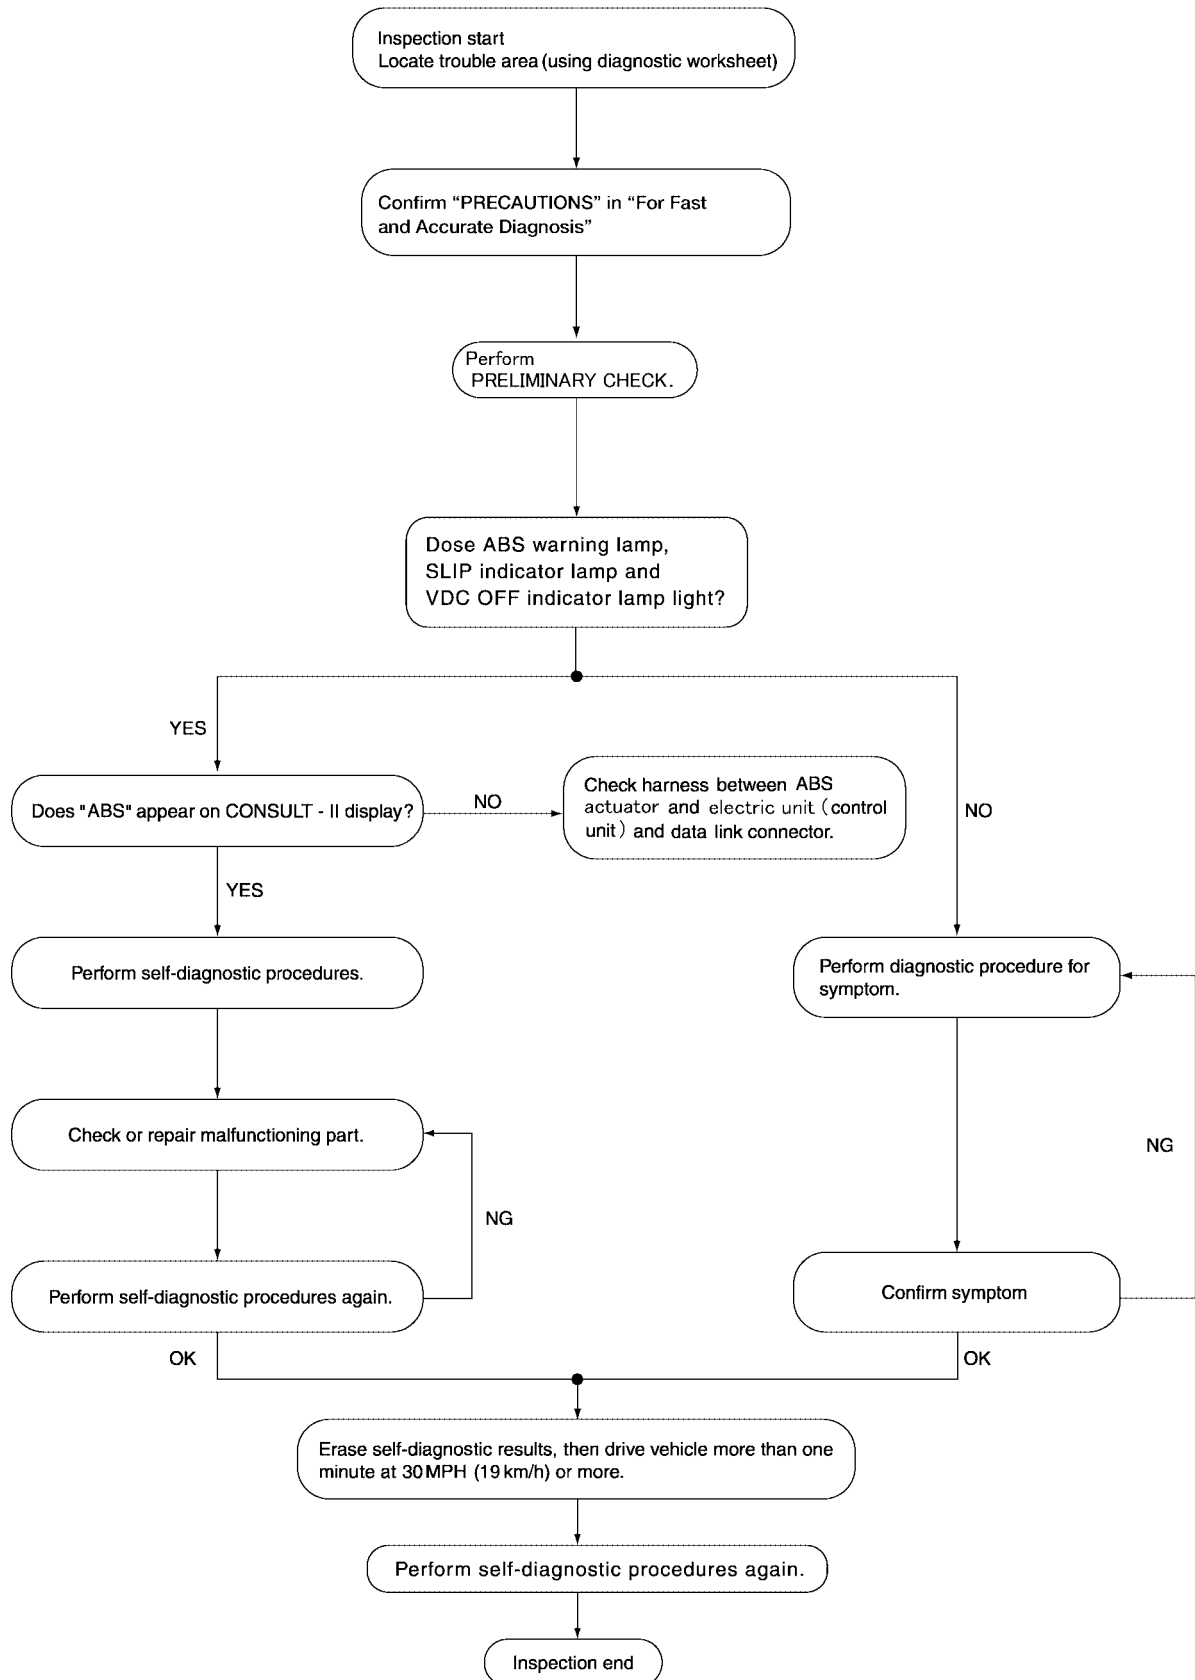 Inspection start
Locate trouble area (using diagnostic worksheet)
Confirm “PRECAUTIONS” in “For Fast
and Accurate Diagnosis”
Perform
PRELIMINARY CHECK.
Dose ABS warning lamp,
SLIP indicator lamp and
VDC OFF indicator lamp light?
YES
NO
Does "ABS" appear on CONSULT - II display?
NO
Check harness between ABS
actuator and electric unit (control
unit) and data link connector.
YES
Perform self-diagnostic procedures.
Perform diagnostic procedure for
symptom.
Check or repair malfunctioning part.
NG
NG
Perform self-diagnostic procedures again.
Confirm symptom
OK
OK
Erase self-diagnostic results, then drive vehicle more than one
minute at 30 MPH (19 km/h) or more.
Perform self-diagnostic procedures again.
Inspection end